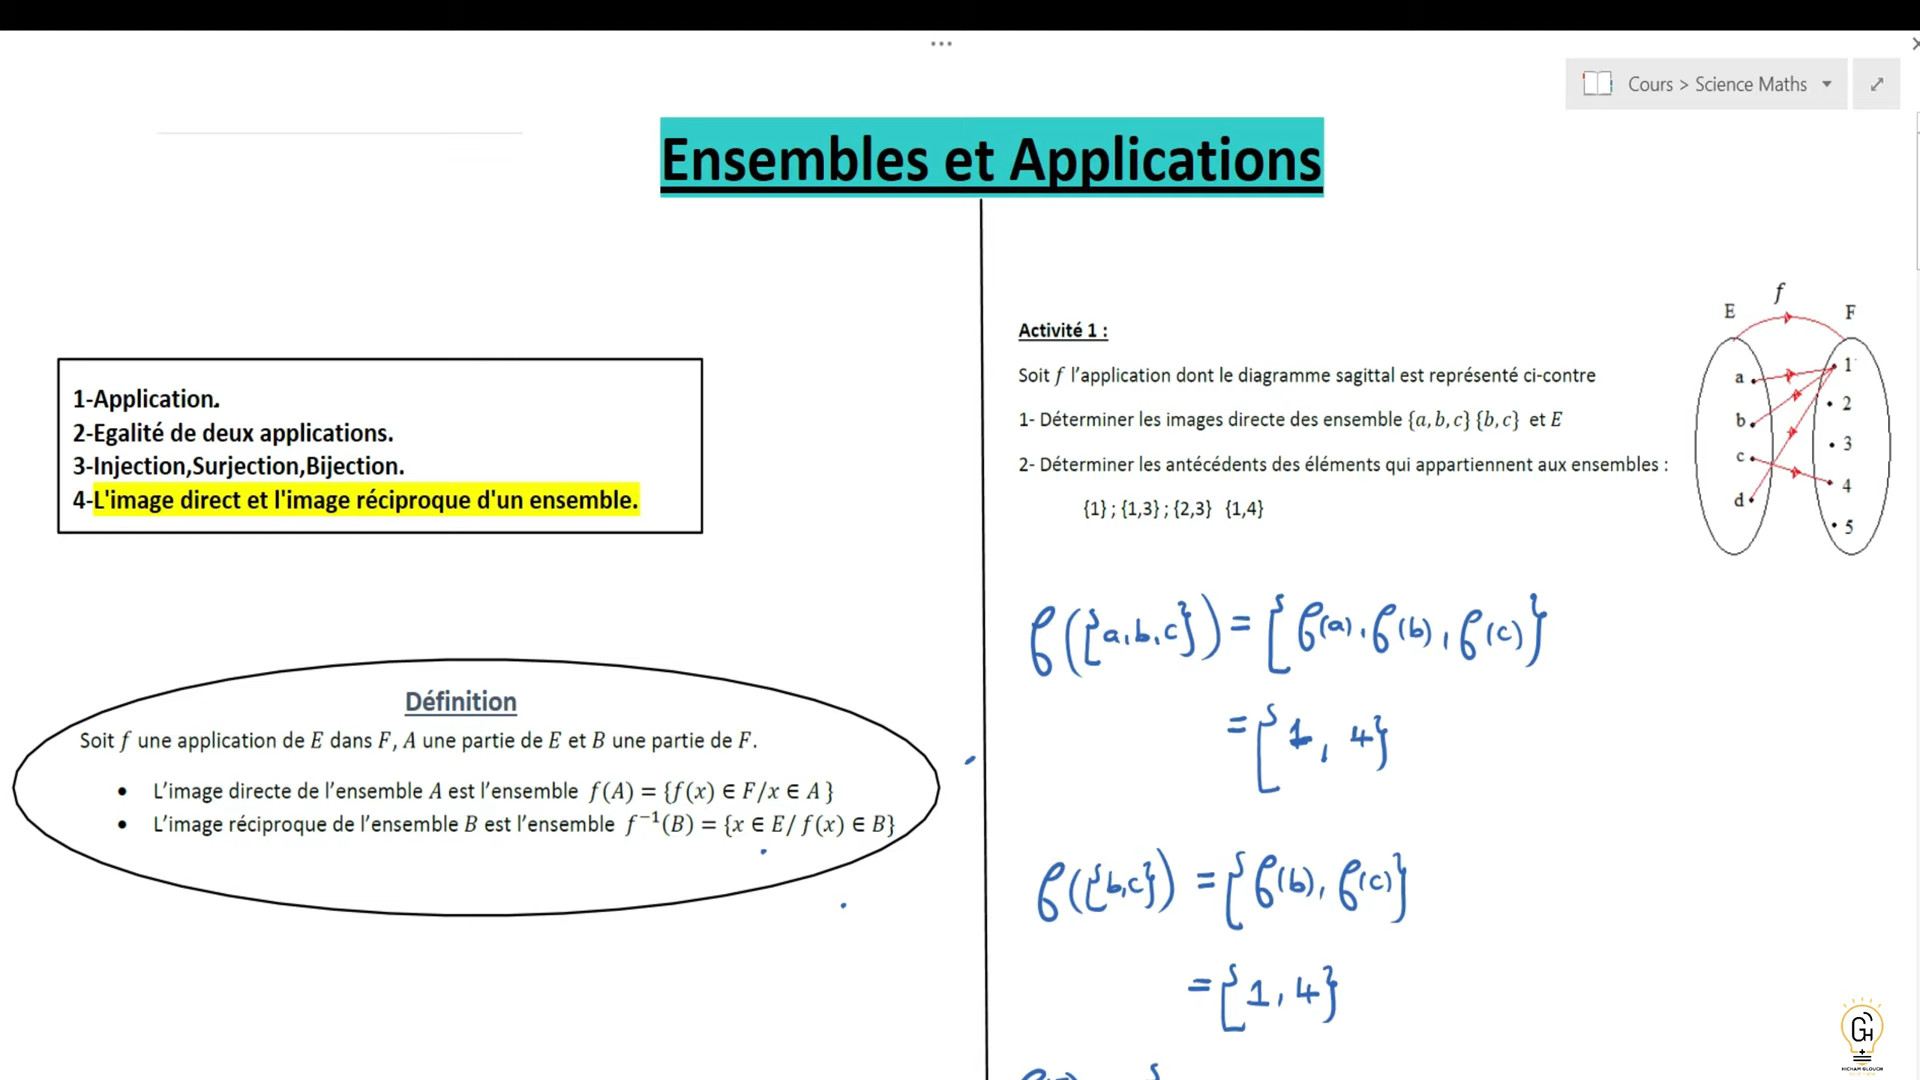 Cours > Science Maths
Ensembles et Applications
1-Application.
2-Egalité de deux applications.
3-Injection,Surjection,Bijection.
4-L'image direct et l'image réciproque d'un ensemble.
Définition
Soit f une application de E dans F, A une partie de E et B une partie de F.
• L'image directe de l'ensemble A est l'ensemble f(A) = {f(x) ∈ F/x ∈ A }
• L'image réciproque de l'ensemble B est l'ensemble f⁻¹(B) = {x ∈ E/ f(x) ∈ B}
Activité 1 :
Soit f l'application dont le diagramme sagittal est représenté ci-contre
1- Déterminer les images directe des ensemble {a, b, c} {b, c} et E
2- Déterminer les antécédents des éléments qui appartiennent aux ensembles :
{1} ; {1,3} ; {2,3} {1,4}
f
E F
a 1
b 2
c 3
d 4
5
f({a,b,c}) = {f(a), f(b), f(c)}
= {1, 4}
f({b,c}) = {f(b), f(c)}
= {1, 4}
GH
HICHAM GLOUCH